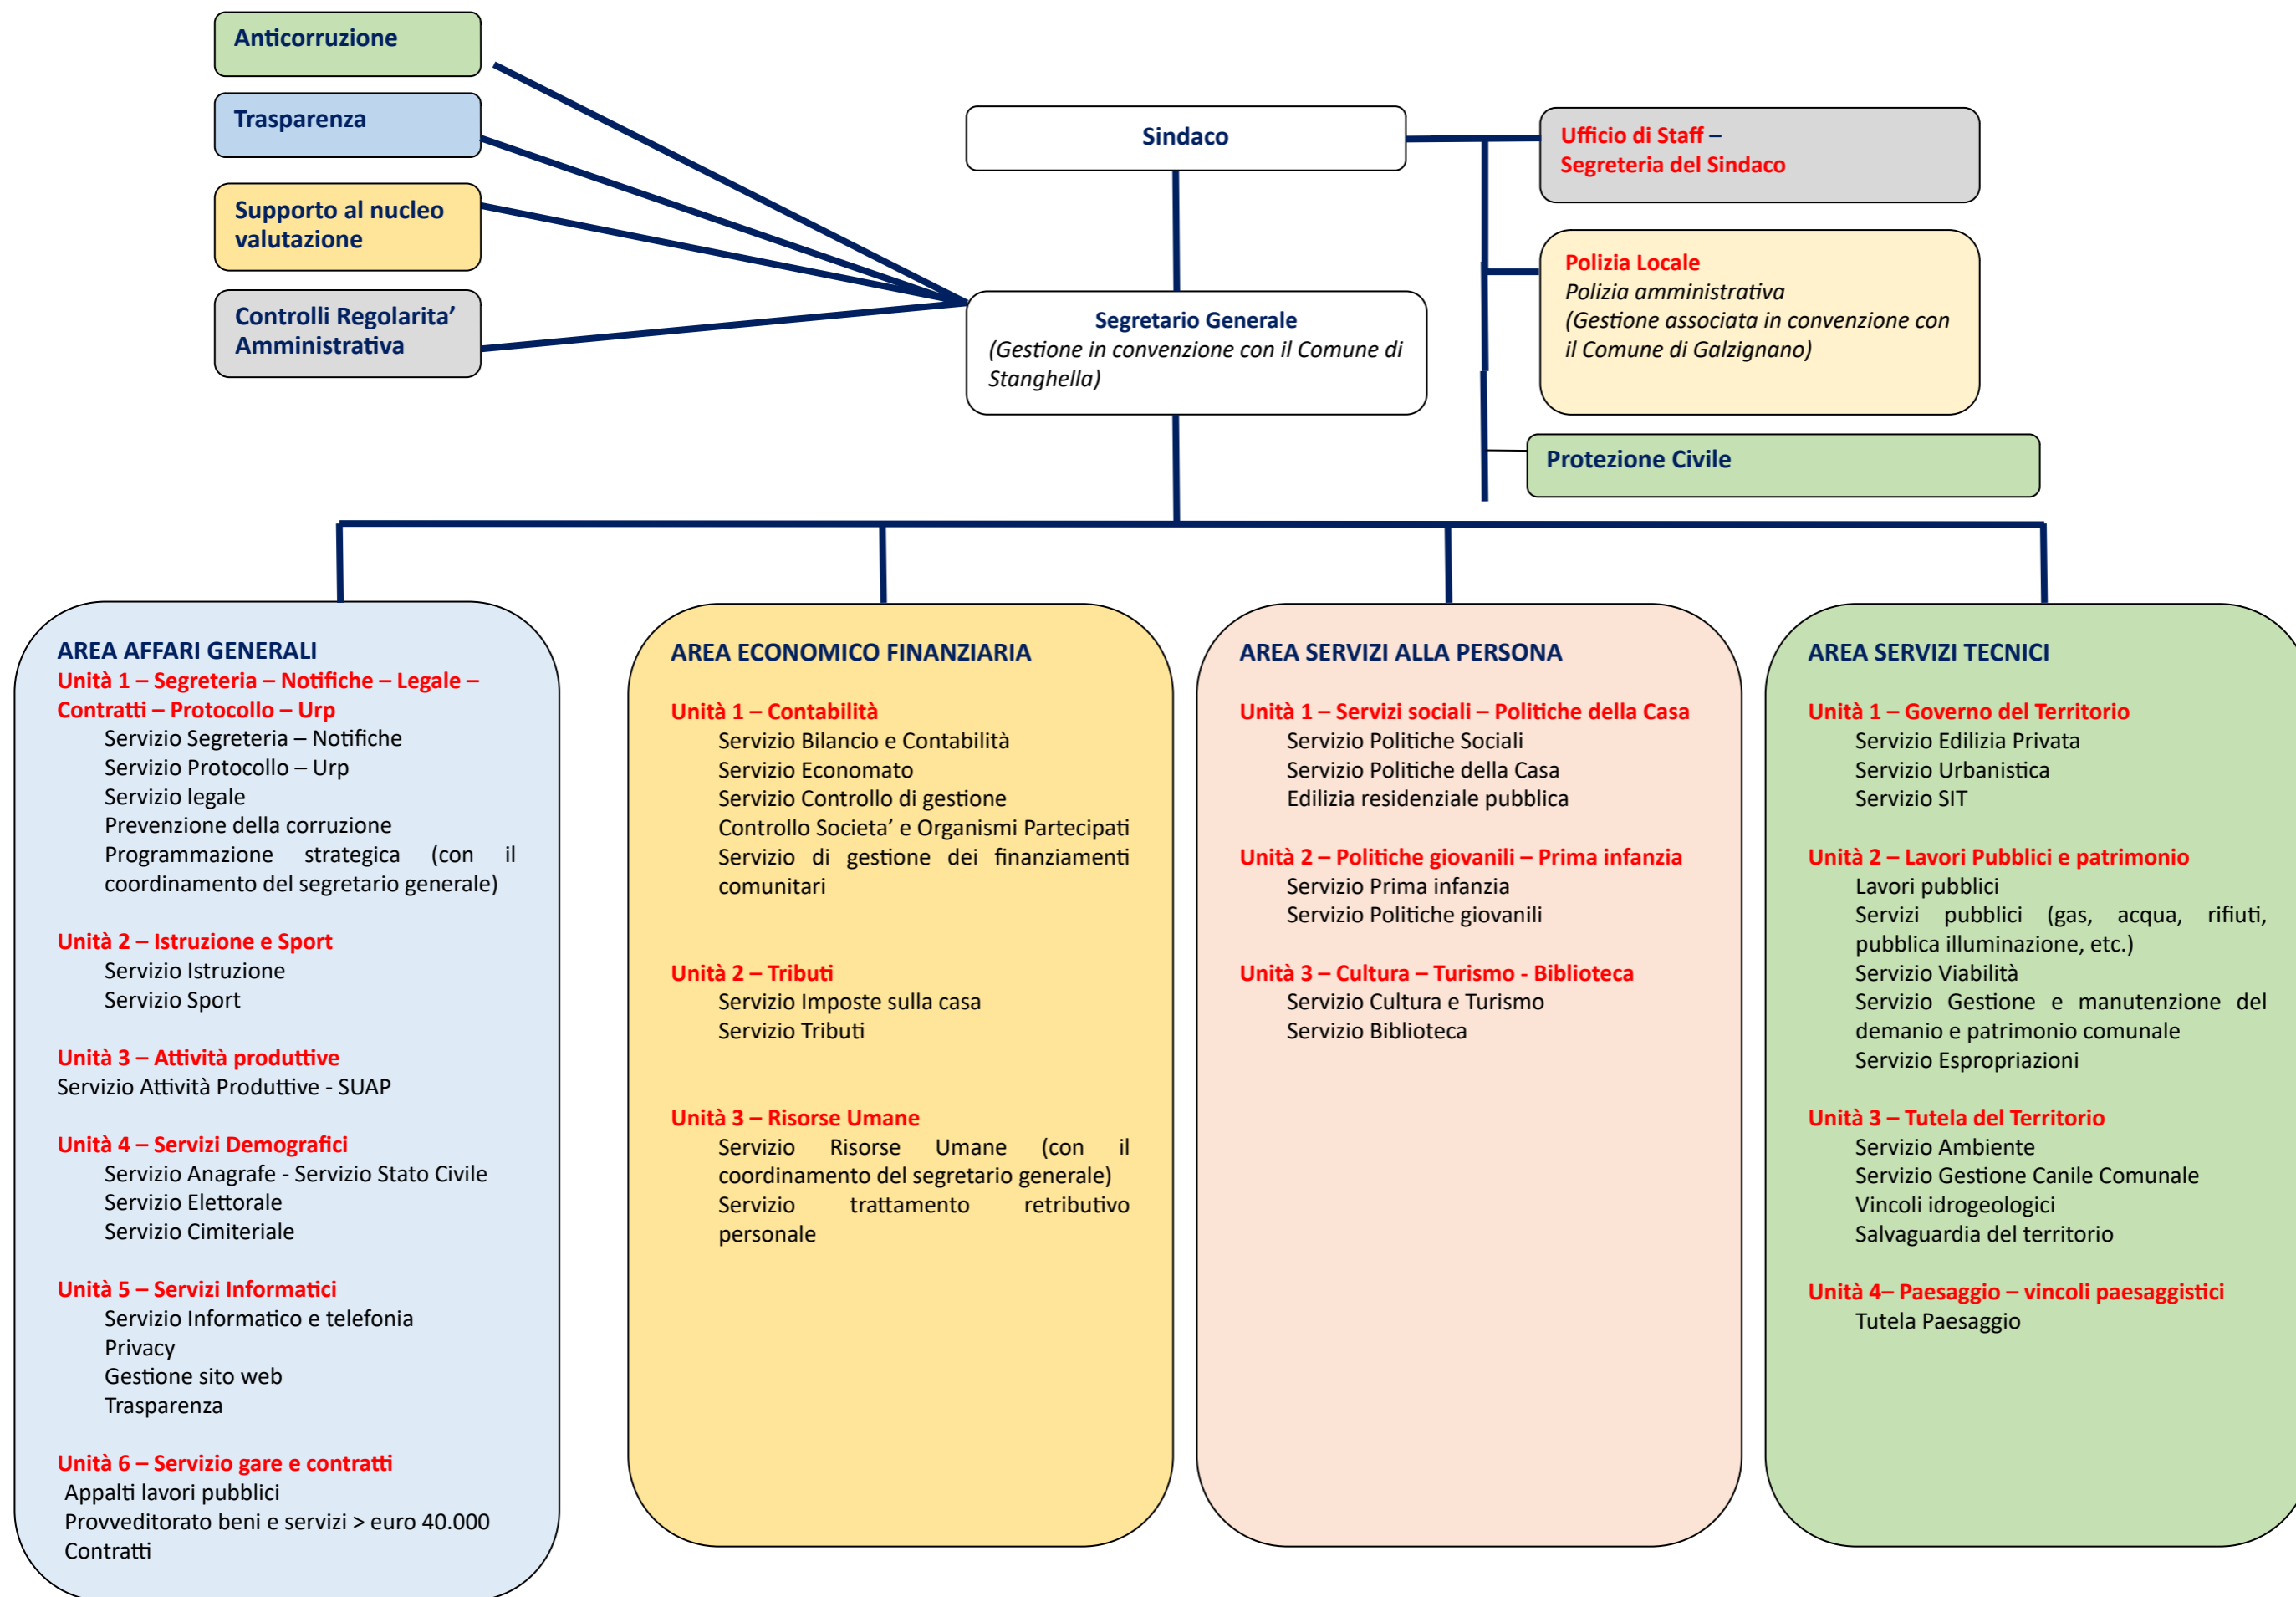 Anticorruzione
Trasparenza
Supporto al nucleo
valutazione
Controlli Regolarita’
Amministrativa
Sindaco
Segretario Generale
(Gestione in convenzione con il Comune di
Stanghella)
Ufficio di Staff –
Segreteria del Sindaco
Polizia Locale
Polizia amministrativa
(Gestione associata in convenzione con
il Comune di Galzignano)
Protezione Civile
AREA AFFARI GENERALI
Unità 1 – Segreteria – Notifiche – Legale –
Contratti – Protocollo – Urp
Servizio Segreteria – Notifiche
Servizio Protocollo – Urp
Servizio legale
Prevenzione della corruzione
Programmazione strategica (con il
coordinamento del segretario generale)
Unità 2 – Istruzione e Sport
Servizio Istruzione
Servizio Sport
Unità 3 – Attività produttive
Servizio Attività Produttive - SUAP
Unità 4 – Servizi Demografici
Servizio Anagrafe - Servizio Stato Civile
Servizio Elettorale
Servizio Cimiteriale
Unità 5 – Servizi Informatici
Servizio Informatico e telefonia
Privacy
Gestione sito web
Trasparenza
Unità 6 – Servizio gare e contratti
Appalti lavori pubblici
Provveditorato beni e servizi > euro 40.000
Contratti
AREA ECONOMICO FINANZIARIA
Unità 1 – Contabilità
Servizio Bilancio e Contabilità
Servizio Economato
Servizio Controllo di gestione
Controllo Societa’ e Organismi Partecipati
Servizio di gestione dei finanziamenti
comunitari
Unità 2 – Tributi
Servizio Imposte sulla casa
Servizio Tributi
Unità 3 – Risorse Umane
Servizio Risorse Umane (con il
coordinamento del segretario generale)
Servizio trattamento retributivo
personale
AREA SERVIZI ALLA PERSONA
Unità 1 – Servizi sociali – Politiche della Casa
Servizio Politiche Sociali
Servizio Politiche della Casa
Edilizia residenziale pubblica
Unità 2 – Politiche giovanili – Prima infanzia
Servizio Prima infanzia
Servizio Politiche giovanili
Unità 3 – Cultura – Turismo - Biblioteca
Servizio Cultura e Turismo
Servizio Biblioteca
AREA SERVIZI TECNICI
Unità 1 – Governo del Territorio
Servizio Edilizia Privata
Servizio Urbanistica
Servizio SIT
Unità 2 – Lavori Pubblici e patrimonio
Lavori pubblici
Servizi pubblici (gas, acqua, rifiuti,
pubblica illuminazione, etc.)
Servizio Viabilità
Servizio Gestione e manutenzione del
demanio e patrimonio comunale
Servizio Espropriazioni
Unità 3 – Tutela del Territorio
Servizio Ambiente
Servizio Gestione Canile Comunale
Vincoli idrogeologici
Salvaguardia del territorio
Unità 4– Paesaggio – vincoli paesaggistici
Tutela Paesaggio